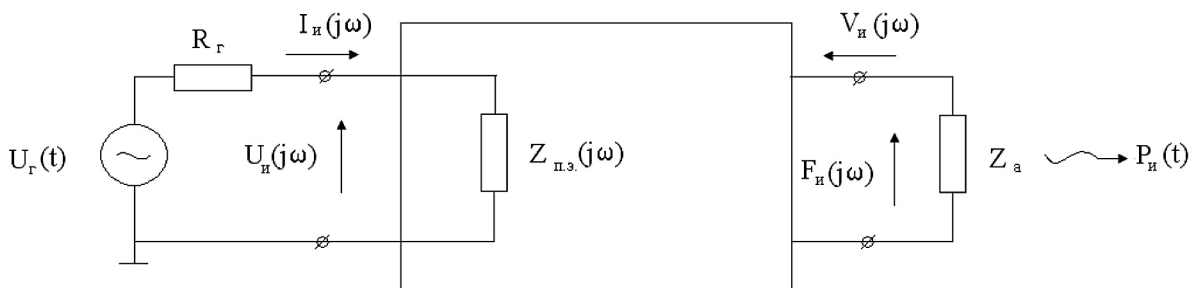 R г
I и (jω)
V и (jω)
U г (t)
U и (jω)
Z п.э. (jω)
F и (jω)
Z а
P и (t)